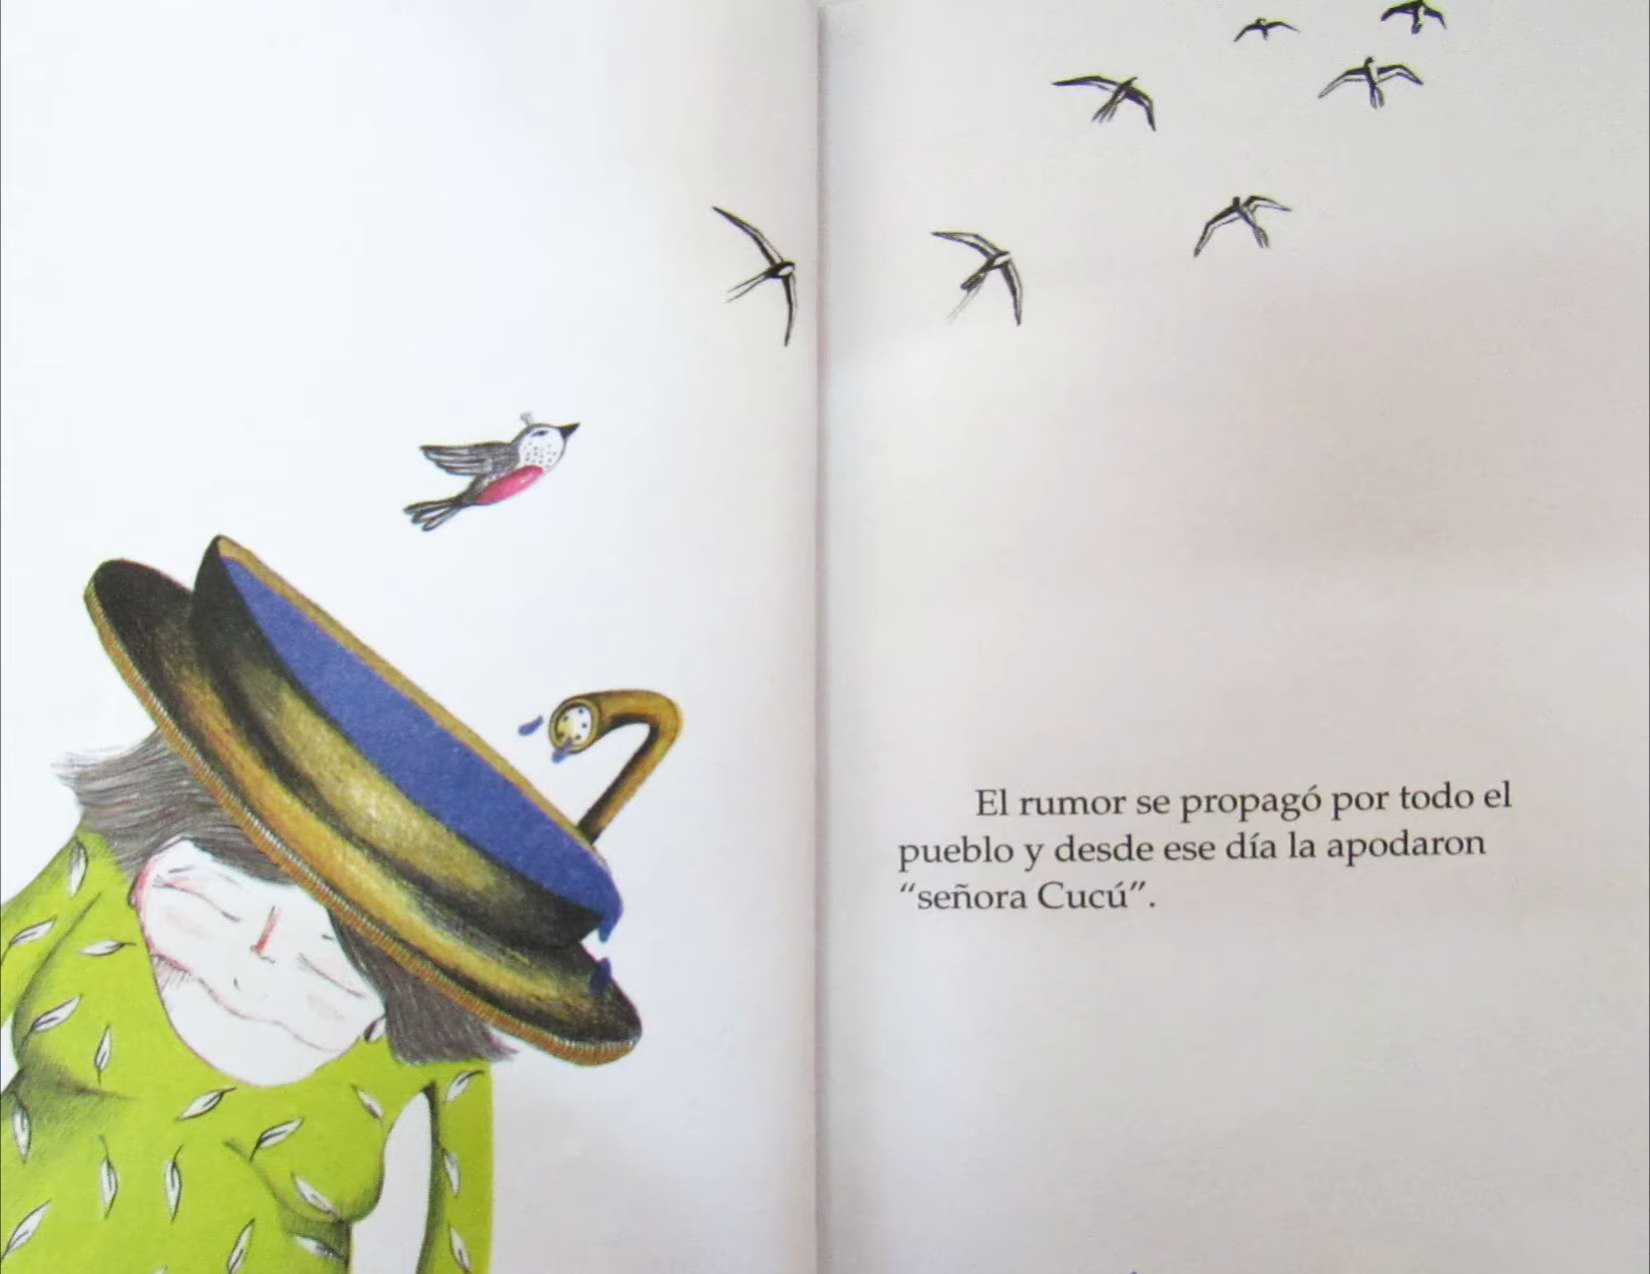 El rumor se propagó por todo el
pueblo y desde ese día la apodaron
“señora Cucú”.